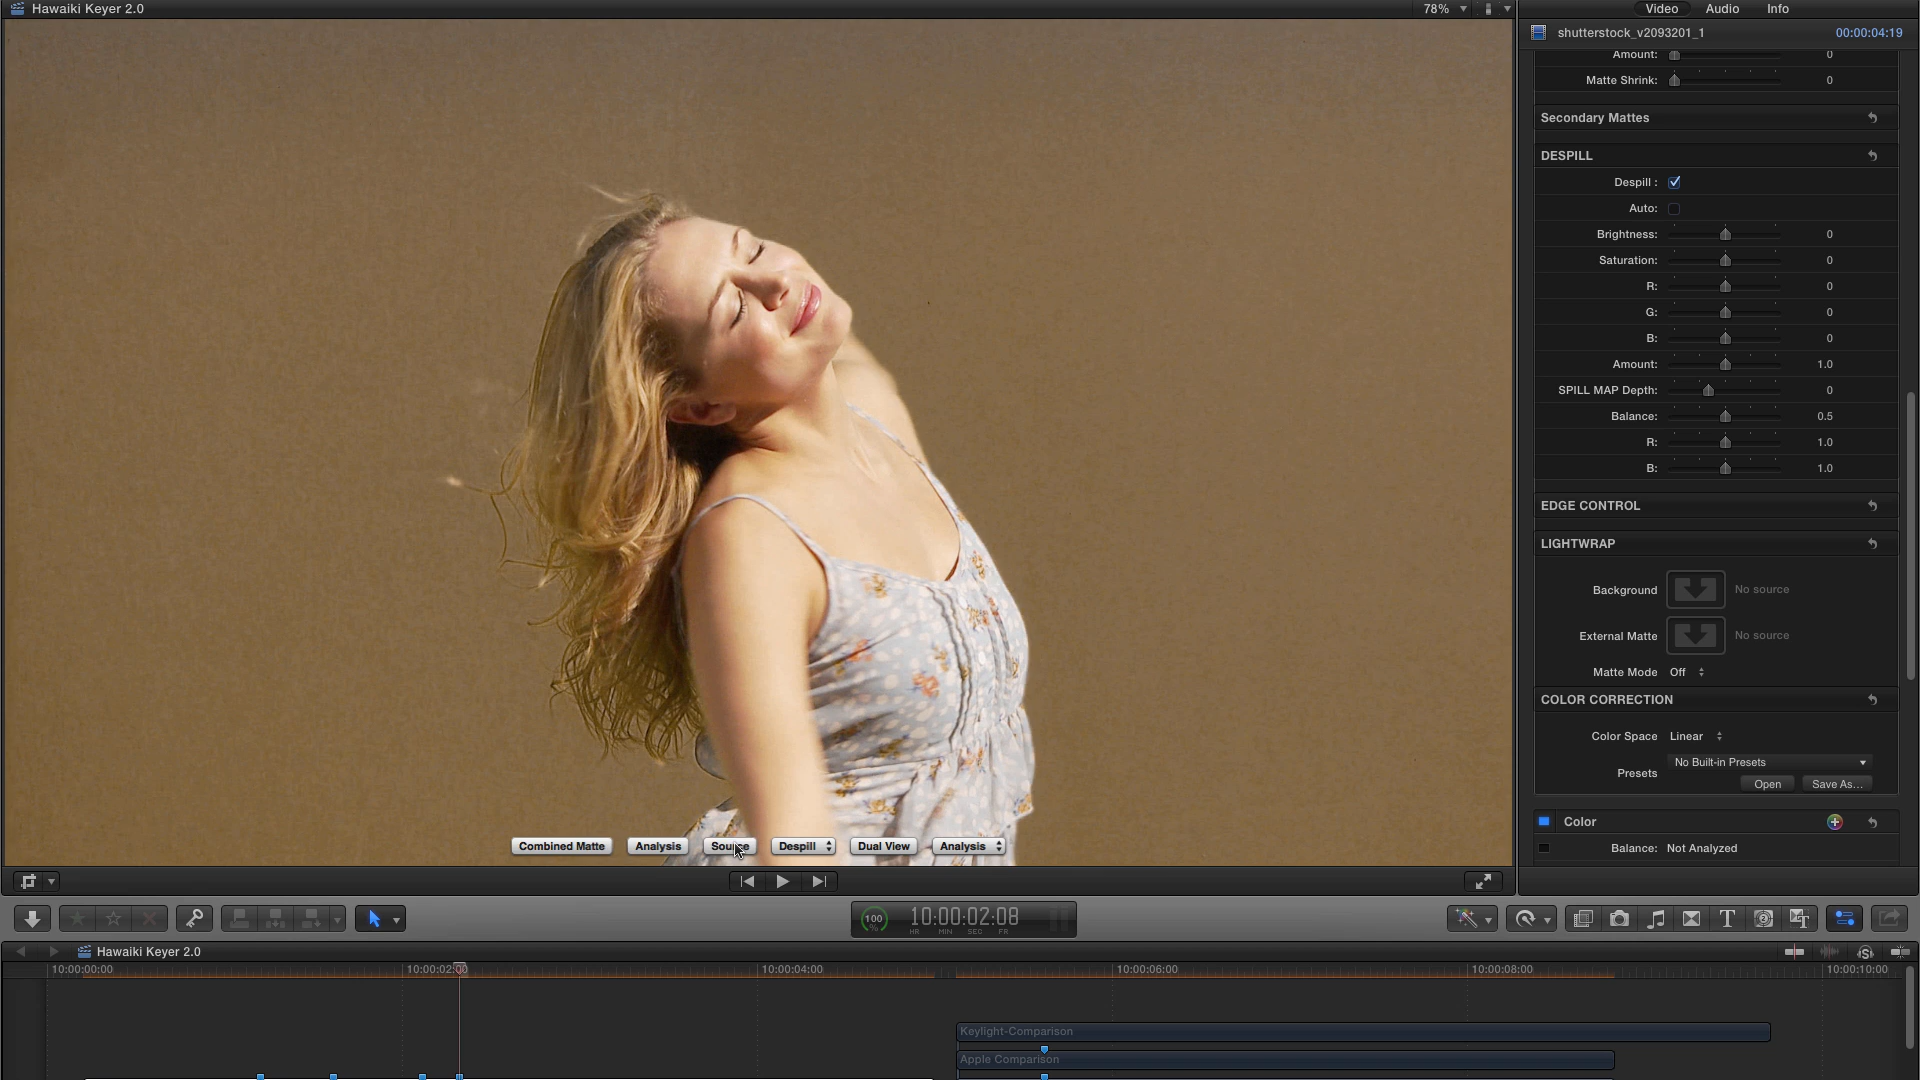 Hawaiki Keyer 2.0
78%
Video Audio Info
shutterstock_v2093201_1 00:00:04:19
Amount: 0
Matte Shrink: 0
Secondary Mattes
DESPILL
Despill :
Auto:
Brightness: 0
Saturation: 0
R: 0
G: 0
B: 0
Amount: 1.0
SPILL MAP Depth: 0
Balance: 0.5
R: 1.0
B: 1.0
EDGE CONTROL
LIGHTWRAP
Background No source
External Matte No source
Matte Mode Off
COLOR CORRECTION
Color Space Linear
Presets No Built-in Presets
Open Save As...
Color
Balance: Not Analyzed
Combined Matte Analysis Source Despill Dual View Analysis
100 % 10:00:02:08
HR MIN SEC FR
Hawaiki Keyer 2.0
10:00:00:00 10:00:02:00 10:00:04:00 10:00:06:00 10:00:08:00 10:00:10:00
Keylight-Comparison
Apple Comparison